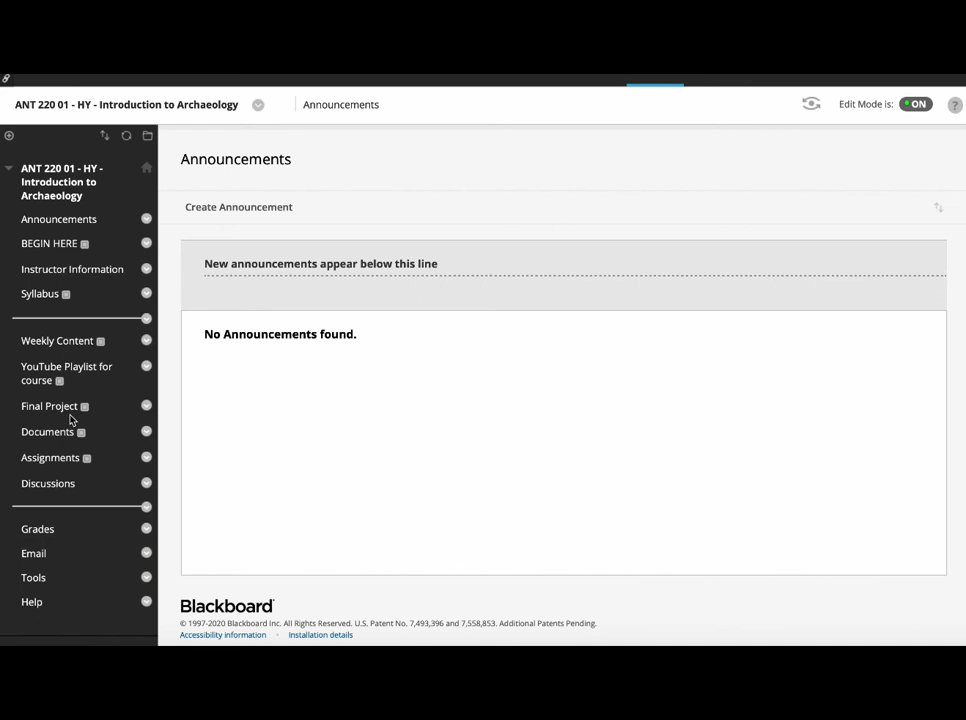 ANT 220 01 - HY - Introduction to Archaeology
Announcements
Edit Mode is:
ON
?
ANT 220 01 - HY -
Introduction to
Archaeology
Announcements
BEGIN HERE
Instructor Information
Syllabus
Weekly Content
YouTube Playlist for
course
Final Project
Documents
Assignments
Discussions
Grades
Email
Tools
Help
Announcements
Create Announcement
New announcements appear below this line
No Announcements found.
Blackboard
© 1997-2020 Blackboard Inc. All Rights Reserved. U.S. Patent No. 7,493,396 and 7,558,853. Additional Patents Pending.
Accessibility information · Installation details